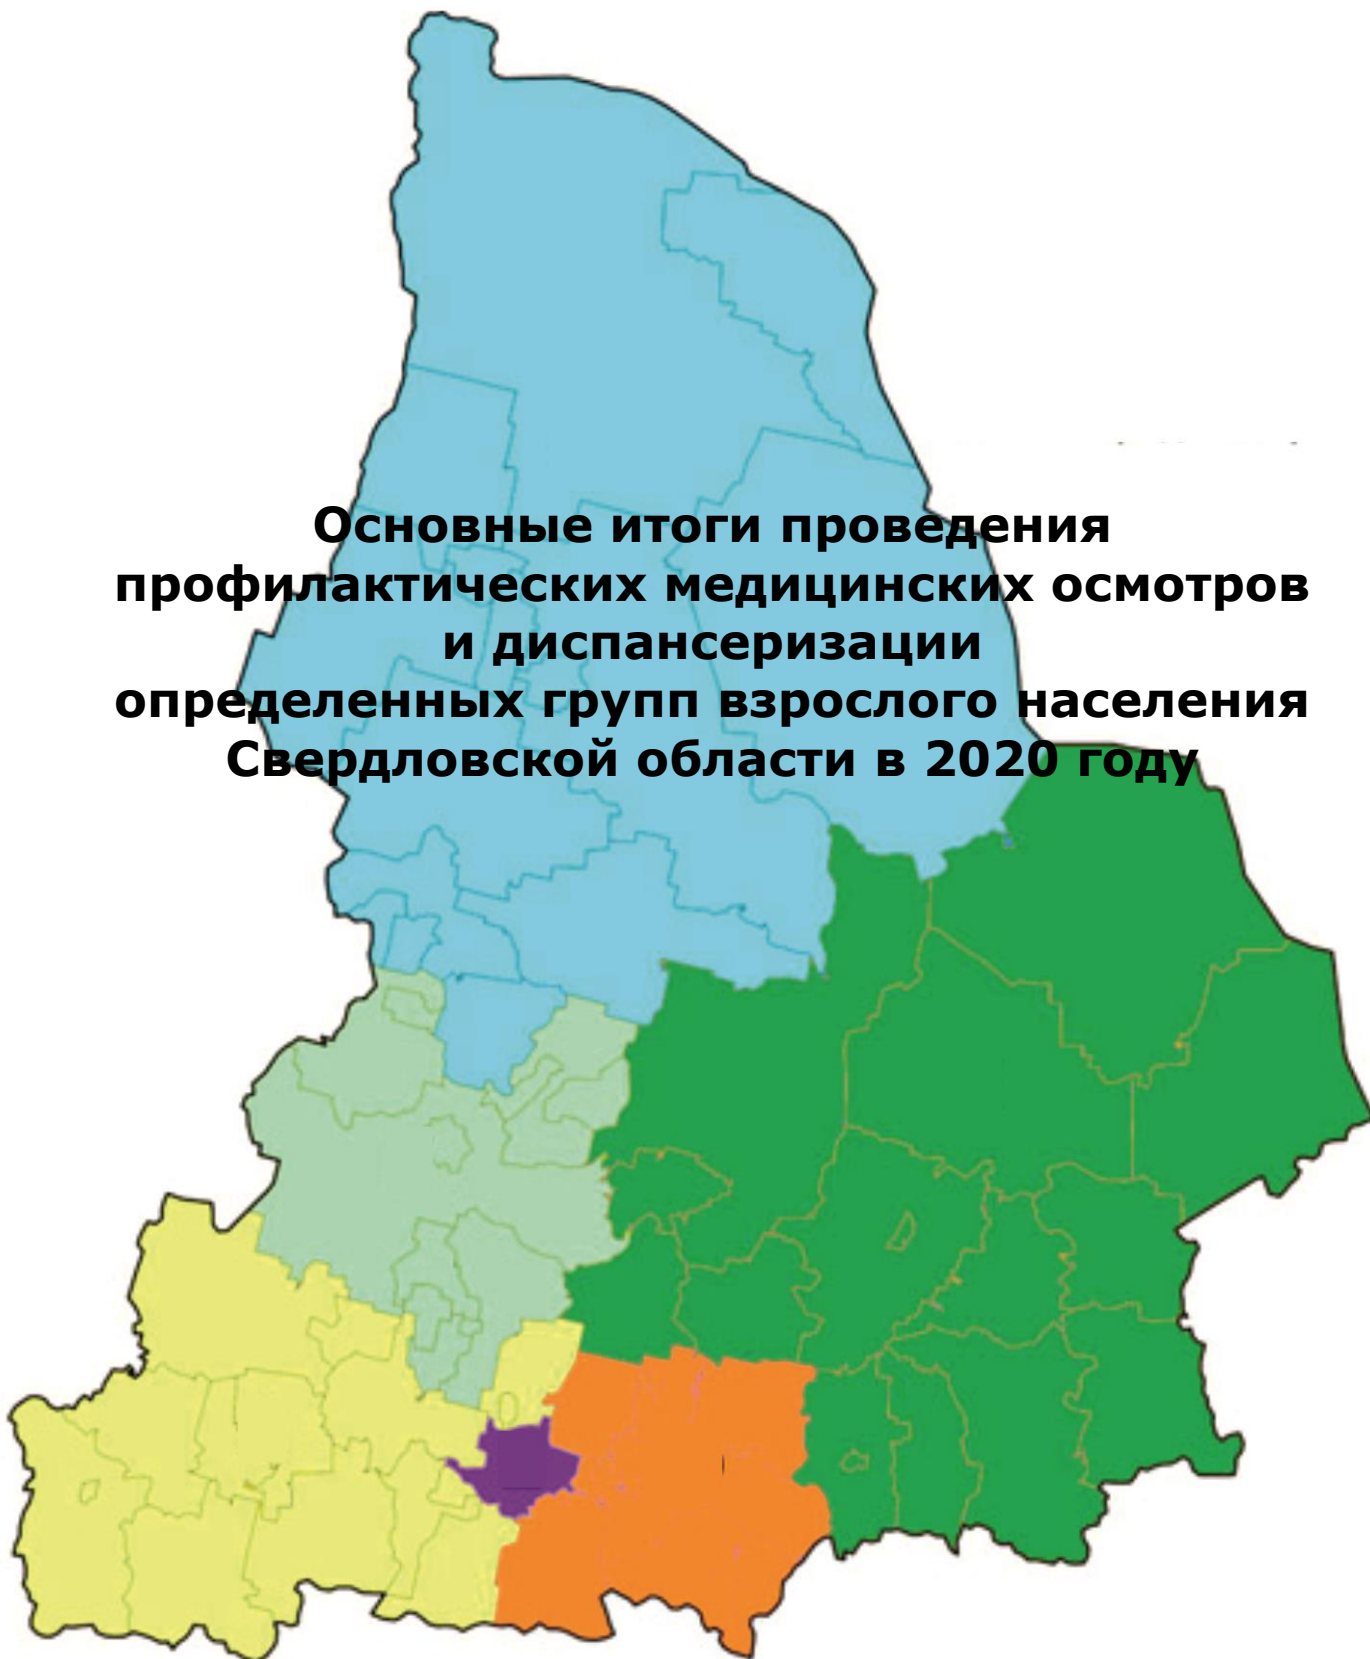 Основные итоги проведения
профилактических медицинских осмотров
и диспансеризации
определенных групп взрослого населения
Свердловской области в 2020 году